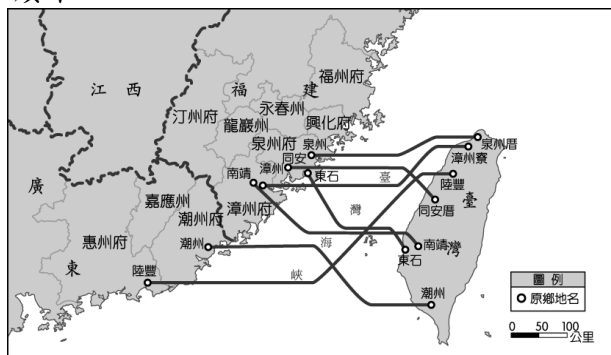 江西
福建
福州府
汀州府
永春州
龍巖州
興化府
泉州府
泉州
同安
漳州
東石
南靖
漳州府
廣東
嘉應州
潮州府
惠州府
潮州
陸豐
臺灣海峽
泉州厝
漳州寮
陸豐
同安厝
臺灣
南靖
東石
潮州
圖例
原鄉地名
0 50 100
公里